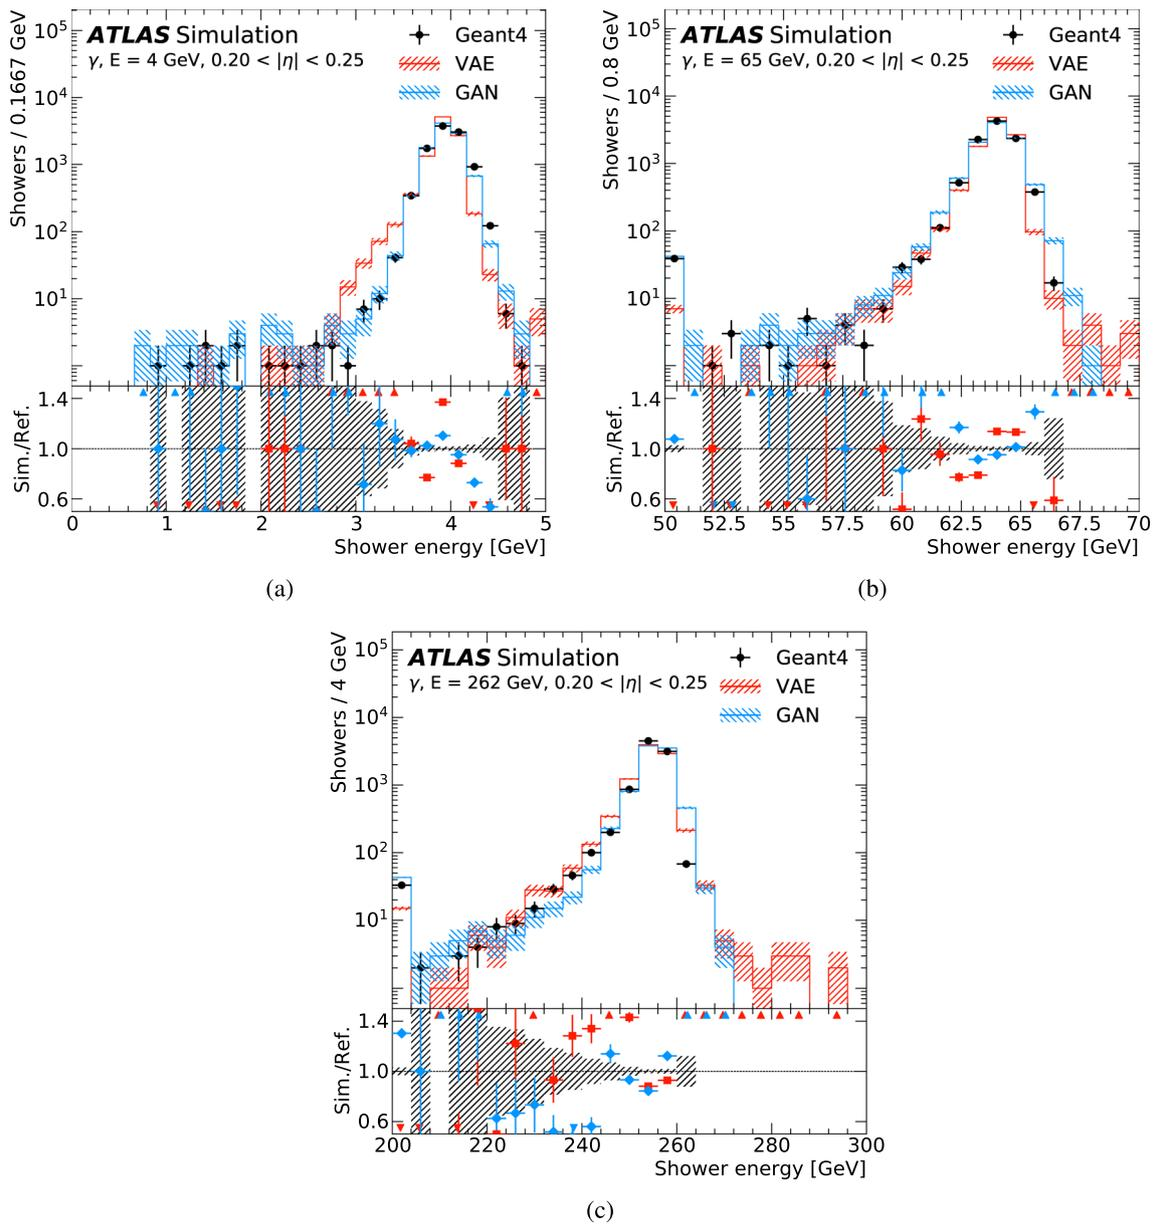 Showers / 0.1667 GeV
10⁵
10⁴
10³
10²
10¹
ATLAS Simulation
γ, E = 4 GeV, 0.20 < |η| < 0.25
Geant4
VAE
GAN
Sim./Ref.
1.4
1.0
0.6
0 1 2 3 4 5
Shower energy [GeV]
(a)
Showers / 0.8 GeV
10⁵
10⁴
10³
10²
10¹
ATLAS Simulation
γ, E = 65 GeV, 0.20 < |η| < 0.25
Geant4
VAE
GAN
Sim./Ref.
1.4
1.0
0.6
50 52.5 55 57.5 60 62.5 65 67.5 70
Shower energy [GeV]
(b)
Showers / 4 GeV
10⁵
10⁴
10³
10²
10¹
ATLAS Simulation
γ, E = 262 GeV, 0.20 < |η| < 0.25
Geant4
VAE
GAN
Sim./Ref.
1.4
1.0
0.6
200 220 240 260 280 300
Shower energy [GeV]
(c)